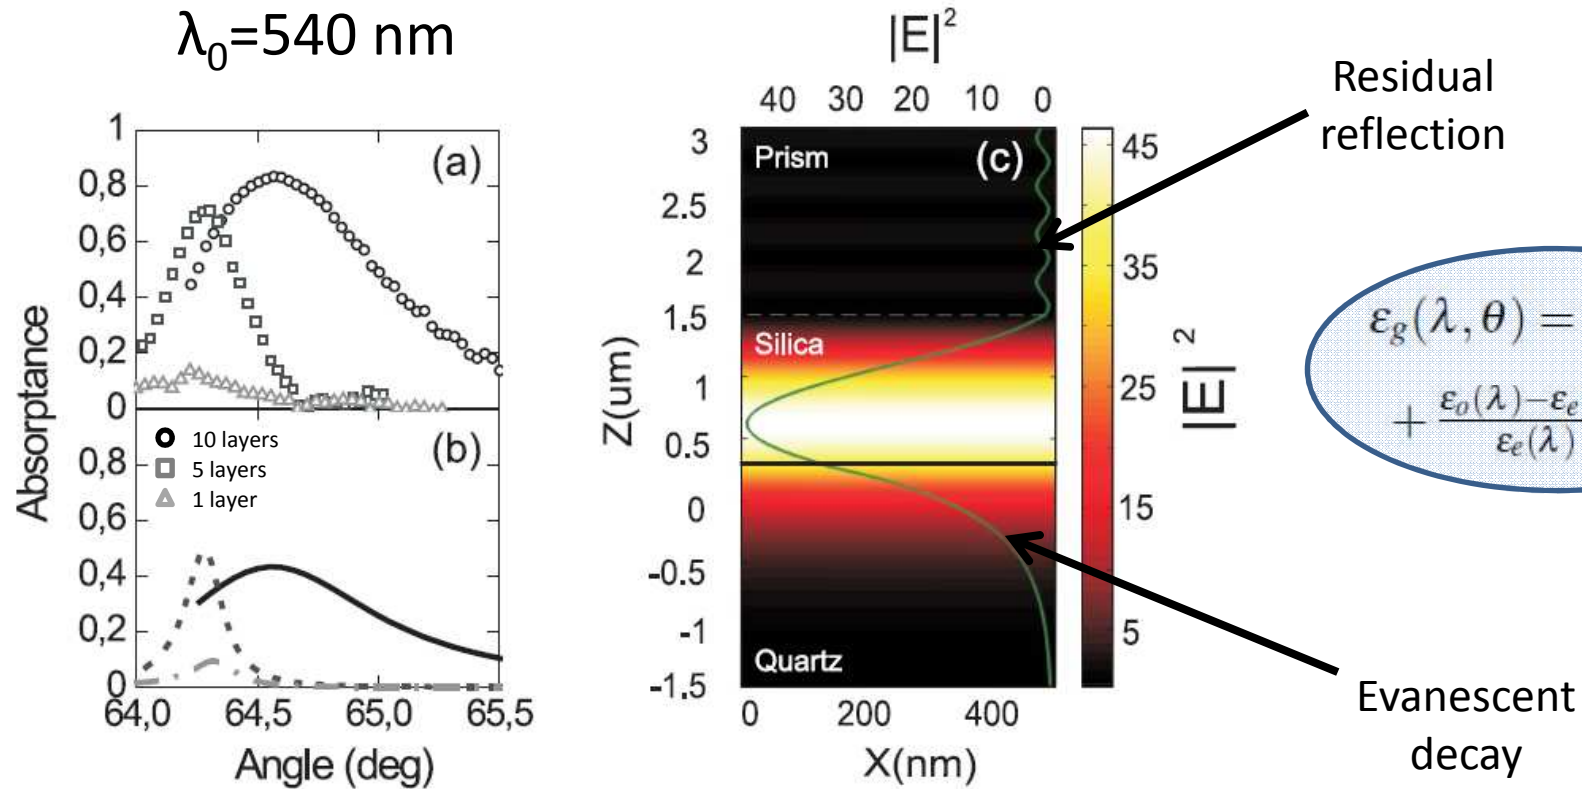 λ₀=540 nm
Absorptance
1
0,8
0,6
0,4
0,2
0
(a)
0,8
0,6
0,4
0,2
0
(b)
10 layers
5 layers
1 layer
64,0 64,5 65,0 65,5
Angle (deg)
|E|²
40 30 20 10 0
Z(um)
3
2.5
2
1.5
1
0.5
0
-0.5
-1
-1.5
Prism
(c)
Silica
Quartz
0 200 400
X(nm)
45
35
25
15
5
|E|²
Residual
reflection
ε_g(λ, θ) =
+ ε_o(λ)−ε_e
ε_e(λ)
Evanescent
decay